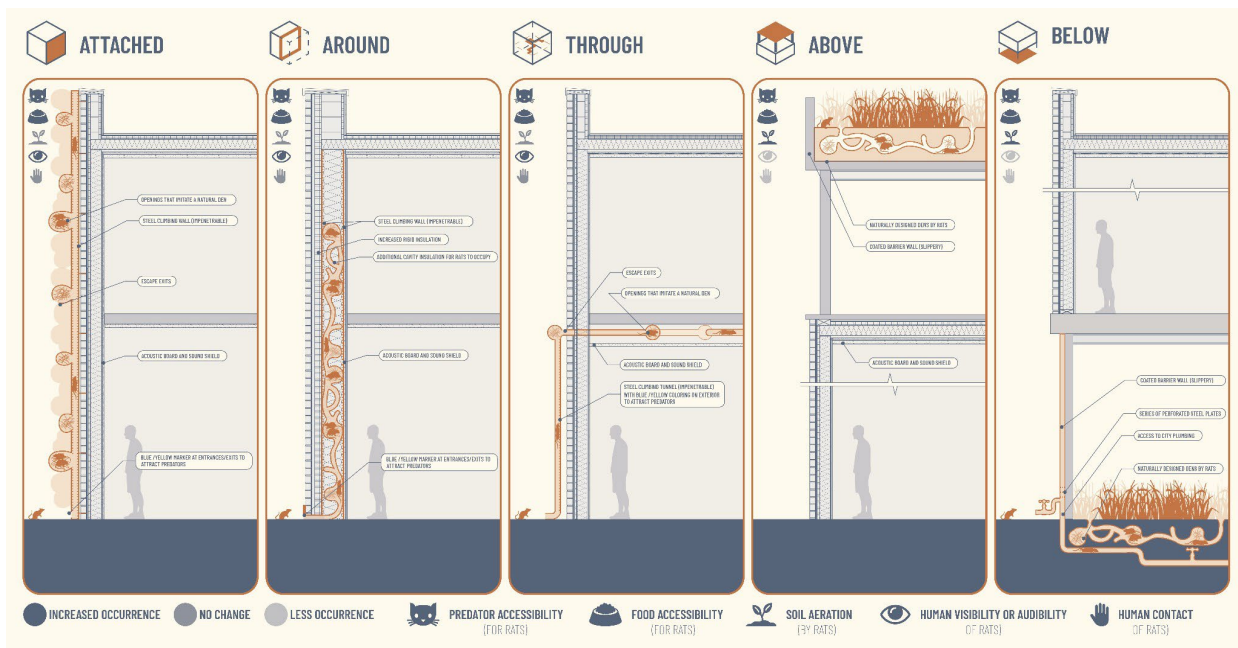 ATTACHED
AROUND
THROUGH
ABOVE
BELOW
OPENINGS THAT IMITATE A NATURAL DEN
STEEL CLIMBING WALL (IMPENETRABLE)
ESCAPE EXITS
ACOUSTIC BOARD AND SOUND SHIELD
BLUE /YELLOW MARKER AT ENTRANCES/EXITS TO
ATTRACT PREDATORS
STEEL CLIMBING WALL (IMPENETRABLE)
INCREASED RIGID INSULATION
ADDITIONAL CAVITY INSULATION FOR RATS TO OCCUPY
ACOUSTIC BOARD AND SOUND SHIELD
BLUE /YELLOW MARKER AT ENTRANCES/EXITS TO
ATTRACT PREDATORS
ESCAPE EXITS
OPENINGS THAT IMITATE A NATURAL DEN
ACOUSTIC BOARD AND SOUND SHIELD
STEEL CLIMBING TUNNEL (IMPENETRABLE)
WITH BLUE /YELLOW COLORING ON EXTERIOR
TO ATTRACT PREDATORS
NATURALLY DESIGNED DENS BY RATS
COATED BARRIER WALL (SLIPPERY)
ACOUSTIC BOARD AND SOUND SHIELD
COATED BARRIER WALL (SLIPPERY)
SERIES OF PERFORATED STEEL PLATES
ACCESS TO CITY PLUMBING
NATURALLY DESIGNED DENS BY RATS
INCREASED OCCURRENCE
NO CHANGE
LESS OCCURRENCE
PREDATOR ACCESSIBILITY
(FOR RATS)
FOOD ACCESSIBILITY
(FOR RATS)
SOIL AERATION
(BY RATS)
HUMAN VISIBILITY OR AUDIBILITY
OF RATS)
HUMAN CONTACT
OF RATS)